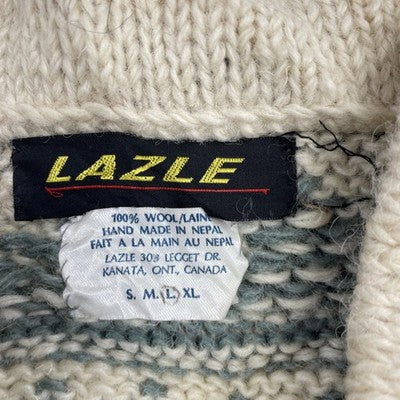 LAZLE
100% WOOL/LAINE
HAND MADE IN NEPAL
FAIT A LA MAIN AU NEPAL
LAZLE 303 LEGGET DR.
KANATA, ONT., CANADA
S. M. (L) XL